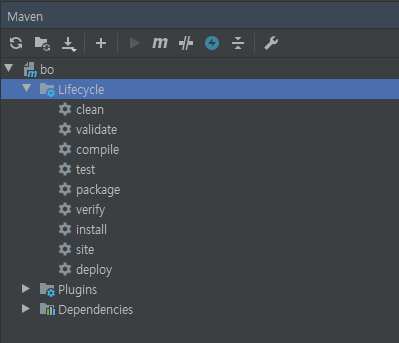 Maven
m
bo
Lifecycle
clean
validate
compile
test
package
verify
install
site
deploy
Plugins
Dependencies